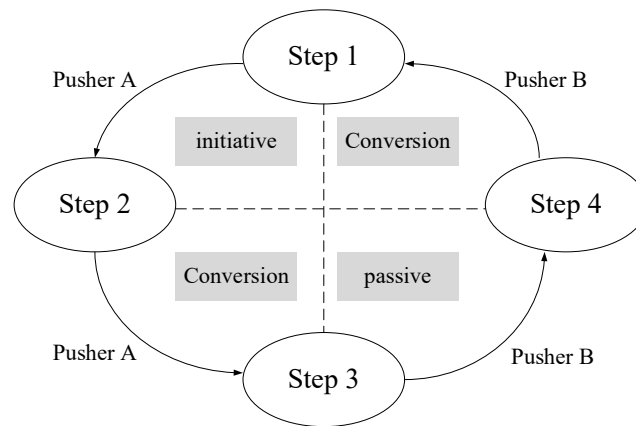 Step 1
Pusher A
Pusher B
initiative
Conversion
Step 2
Step 4
Conversion
passive
Pusher A
Pusher B
Step 3